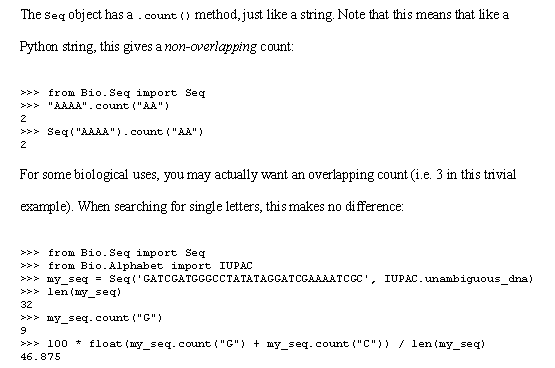 The Seq object has a .count() method, just like a string. Note that this means that like a
Python string, this gives a non-overlapping count:
>>> from Bio.Seq import Seq
>>> "AAAA".count("AA")
2
>>> Seq("AAAA").count("AA")
2
For some biological uses, you may actually want an overlapping count (i.e. 3 in this trivial
example). When searching for single letters, this makes no difference:
>>> from Bio.Seq import Seq
>>> from Bio.Alphabet import IUPAC
>>> my_seq = Seq('GATCGATGGGCCTATATAGGATCGAAAATCGC', IUPAC.unambiguous_dna)
>>> len(my_seq)
32
>>> my_seq.count("G")
9
>>> 100 * float(my_seq.count("G") + my_seq.count("C")) / len(my_seq)
46.875